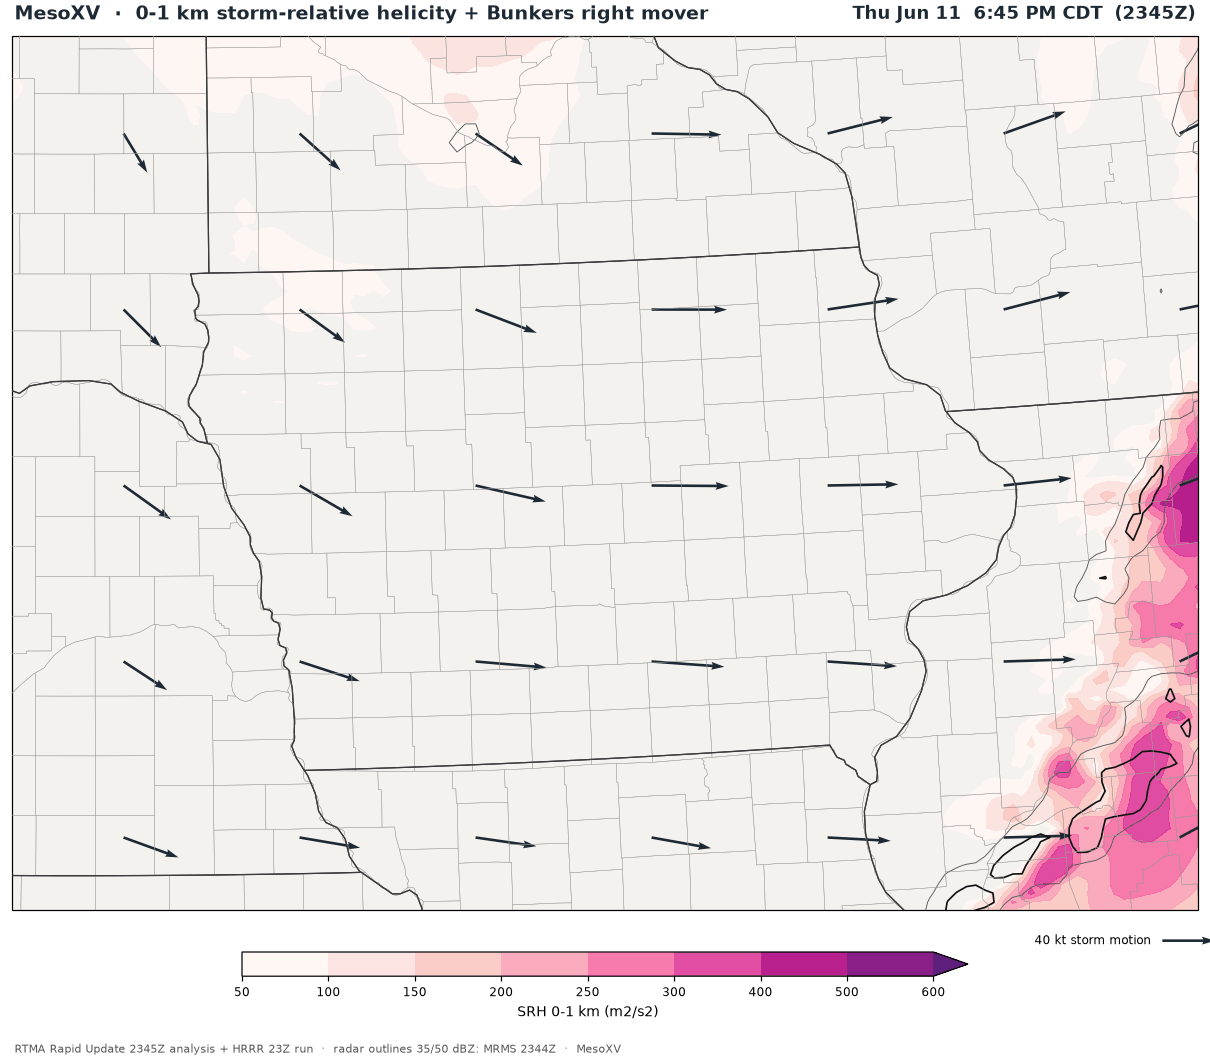 MesoXV · 0-1 km storm-relative helicity + Bunkers right mover
Thu Jun 11 6:45 PM CDT (2345Z)
40 kt storm motion
50 100 150 200 250 300 400 500 600
SRH 0-1 km (m2/s2)
RTMA Rapid Update 2345Z analysis + HRRR 23Z run · radar outlines 35/50 dBZ: MRMS 2344Z · MesoXV